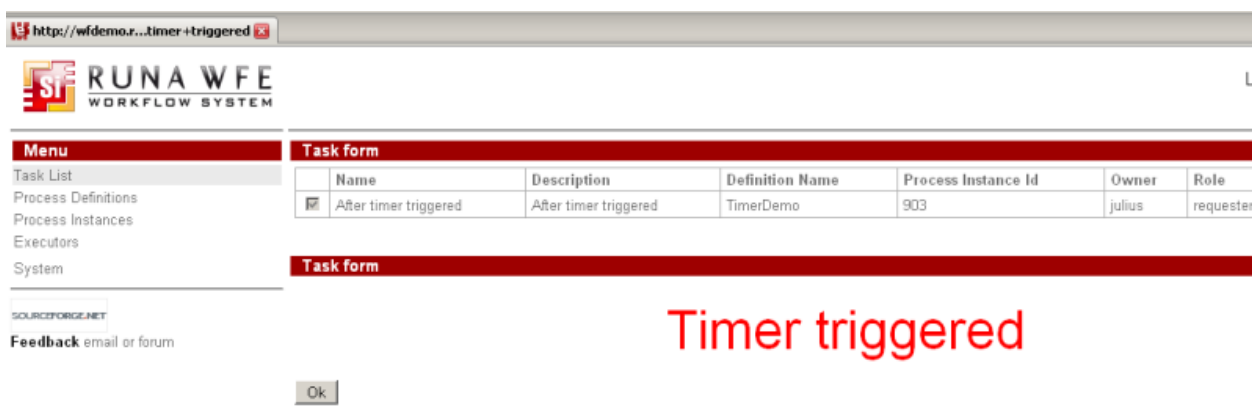 http://wfdemo.r...timer+triggered
Si RUNA WFE
WORKFLOW SYSTEM
L
Menu
Task List
Process Definitions
Process Instances
Executors
System
SOURCEFORGE.NET
Feedback email or forum
Task form
Name Description Definition Name Process Instance Id Owner Role
After timer triggered After timer triggered TimerDemo 903 julius requester
Task form
Timer triggered
Ok